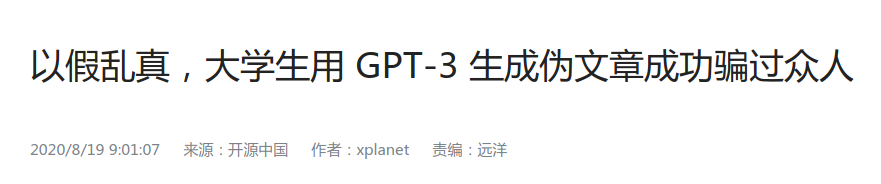 以假乱真，大学生用 GPT-3 生成伪文章成功骗过众人
2020/8/19 9:01:07 来源：开源中国 作者：xplanet 责编：远洋